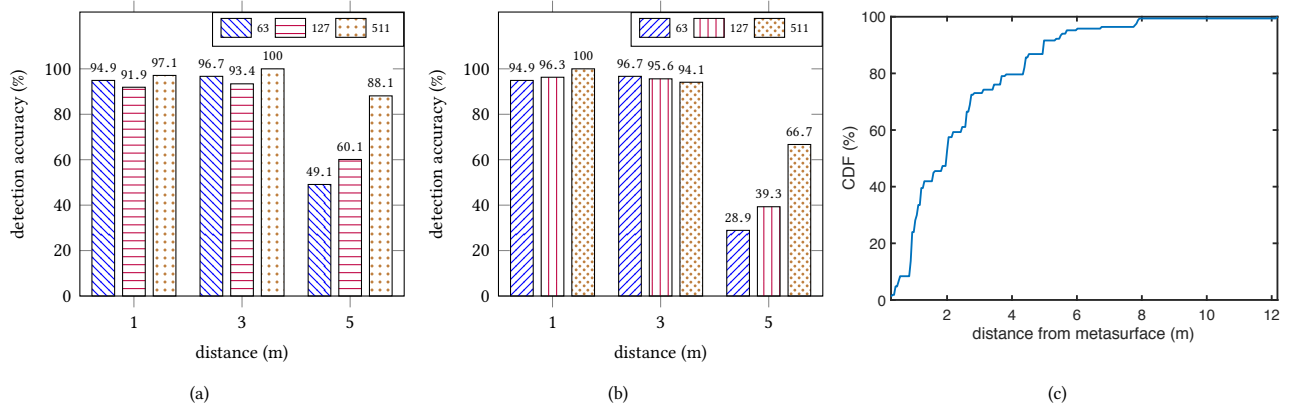 63 127 511
94.9 91.9 97.1 96.7 93.4 100 49.1 60.1 88.1
100
80
60
40
20
0
detection accuracy (%)
1 3 5
distance (m)
(a)
63 127 511
94.9 96.3 100 96.7 95.6 94.1 28.9 39.3 66.7
100
80
60
40
20
0
detection accuracy (%)
1 3 5
distance (m)
(b)
100
80
60
40
20
0
CDF (%)
2 4 6 8 10 12
distance from metasurface (m)
(c)